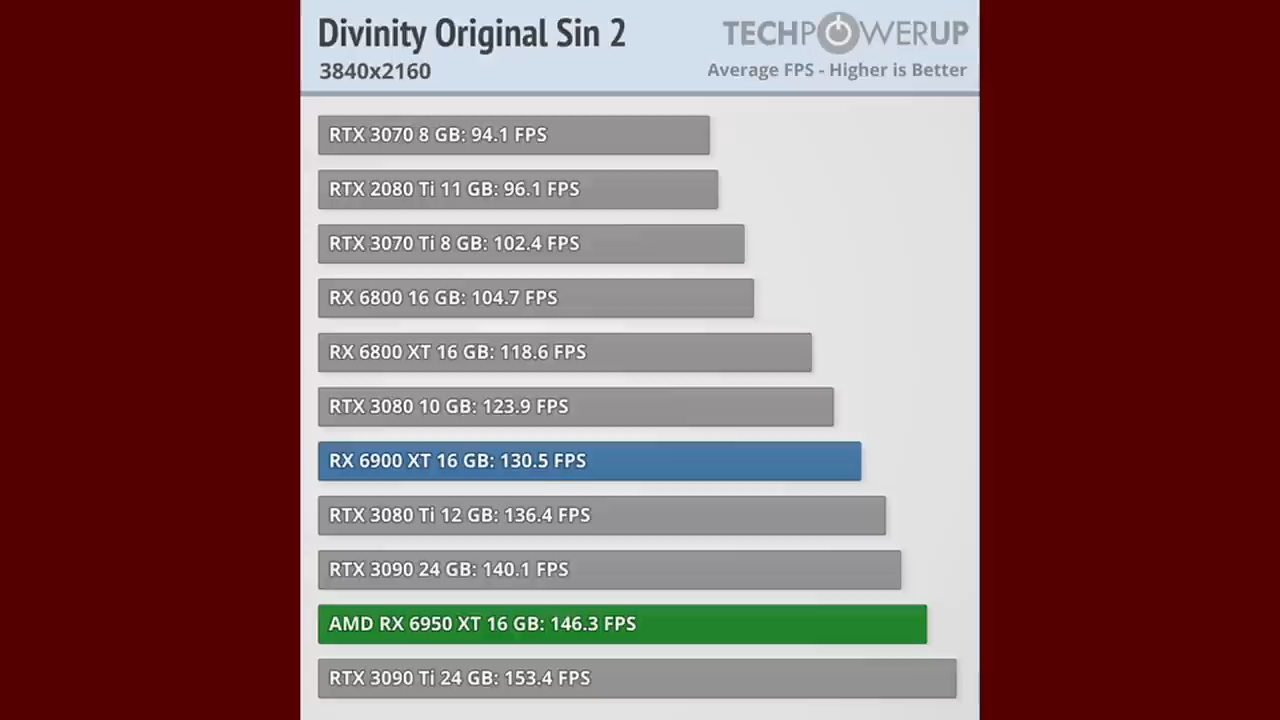 Divinity Original Sin 2
TECHPOWERUP
3840x2160
Average FPS - Higher is Better
RTX 3070 8 GB: 94.1 FPS
RTX 2080 Ti 11 GB: 96.1 FPS
RTX 3070 Ti 8 GB: 102.4 FPS
RX 6800 16 GB: 104.7 FPS
RX 6800 XT 16 GB: 118.6 FPS
RTX 3080 10 GB: 123.9 FPS
RX 6900 XT 16 GB: 130.5 FPS
RTX 3080 Ti 12 GB: 136.4 FPS
RTX 3090 24 GB: 140.1 FPS
AMD RX 6950 XT 16 GB: 146.3 FPS
RTX 3090 Ti 24 GB: 153.4 FPS